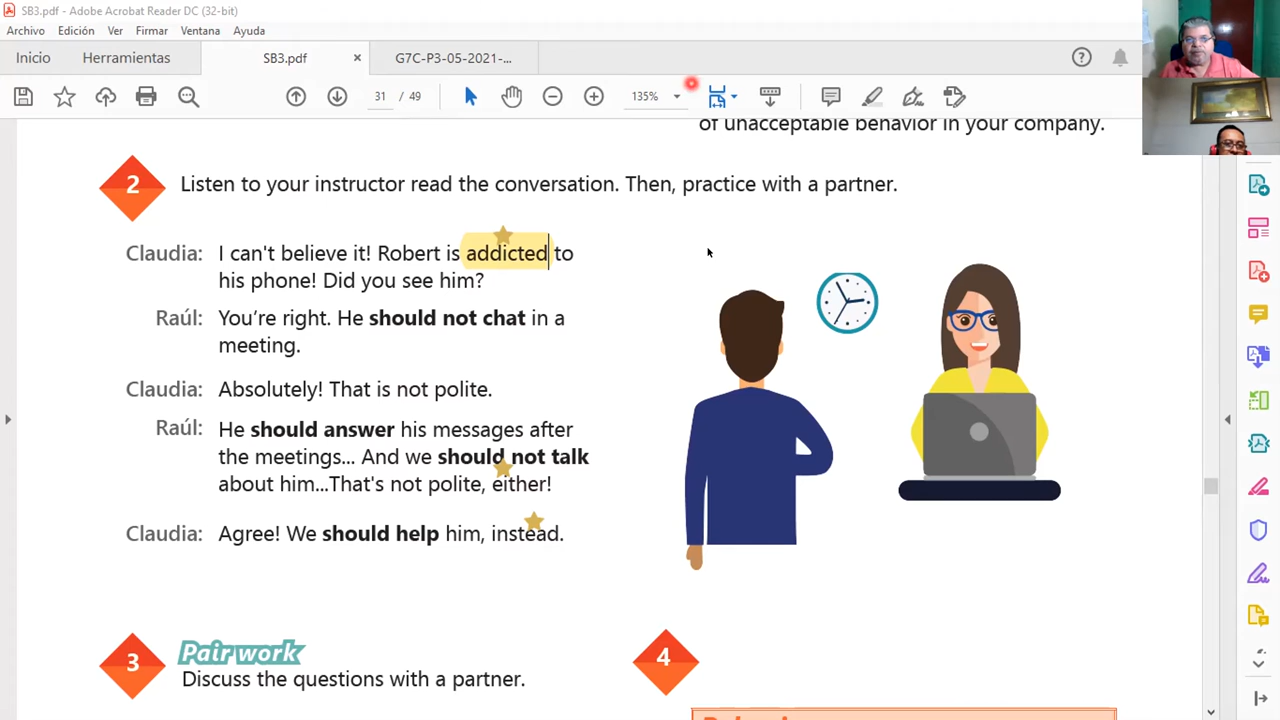 SB3.pdf - Adobe Acrobat Reader DC (32-bit)
Archivo Edición Ver Firmar Ventana Ayuda
Inicio Herramientas SB3.pdf × G7C-P3-05-2021-...
31 / 49 135%
of unacceptable behavior in your company.
2 Listen to your instructor read the conversation. Then, practice with a partner.
Claudia: I can't believe it! Robert is addicted to
his phone! Did you see him?
Raúl: You’re right. He should not chat in a
meeting.
Claudia: Absolutely! That is not polite.
Raúl: He should answer his messages after
the meetings... And we should not talk
about him...That's not polite, either!
Claudia: Agree! We should help him, instead.
3 Pair work
Discuss the questions with a partner.
4